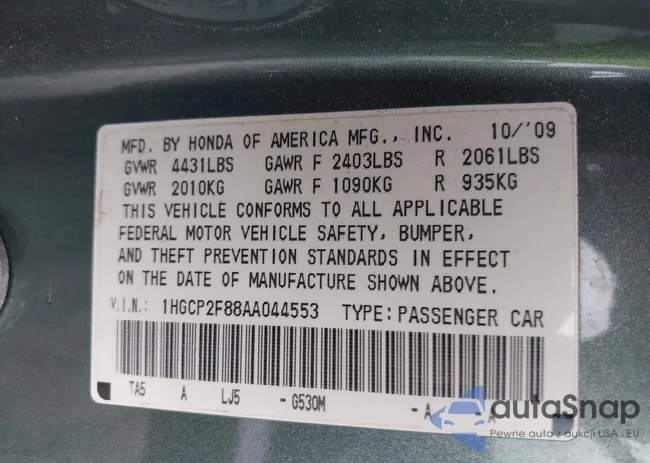 MFD. BY HONDA OF AMERICA MFG., INC. 10/'09
GVWR 4431LBS GAWR F 2403LBS R 2061LBS
GVWR 2010KG GAWR F 1090KG R 935KG
THIS VEHICLE CONFORMS TO ALL APPLICABLE
FEDERAL MOTOR VEHICLE SAFETY, BUMPER,
AND THEFT PREVENTION STANDARDS IN EFFECT
ON THE DATE OF MANUFACTURE SHOWN ABOVE.
V.I.N.: 1HGCP2F88AA044553 TYPE: PASSENGER CAR
TA5 A LJ5 - G530M - A
autoSnap
Pewne auto z aukcji USA i EU